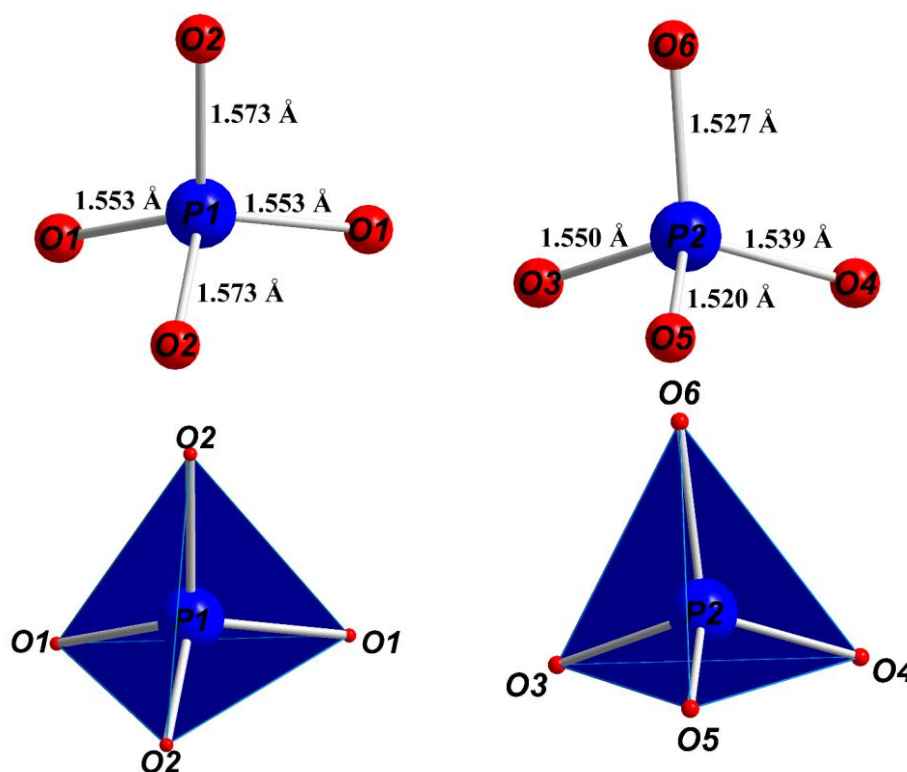 O2
O6
1.573 Å
1.527 Å
1.553 Å
1.553 Å
P1
O1
O1
1.550 Å
P2
1.539 Å
O3
O4
1.573 Å
1.520 Å
O2
O5
O2
O6
P1
O1
O1
O2
P2
O3
O4
O5